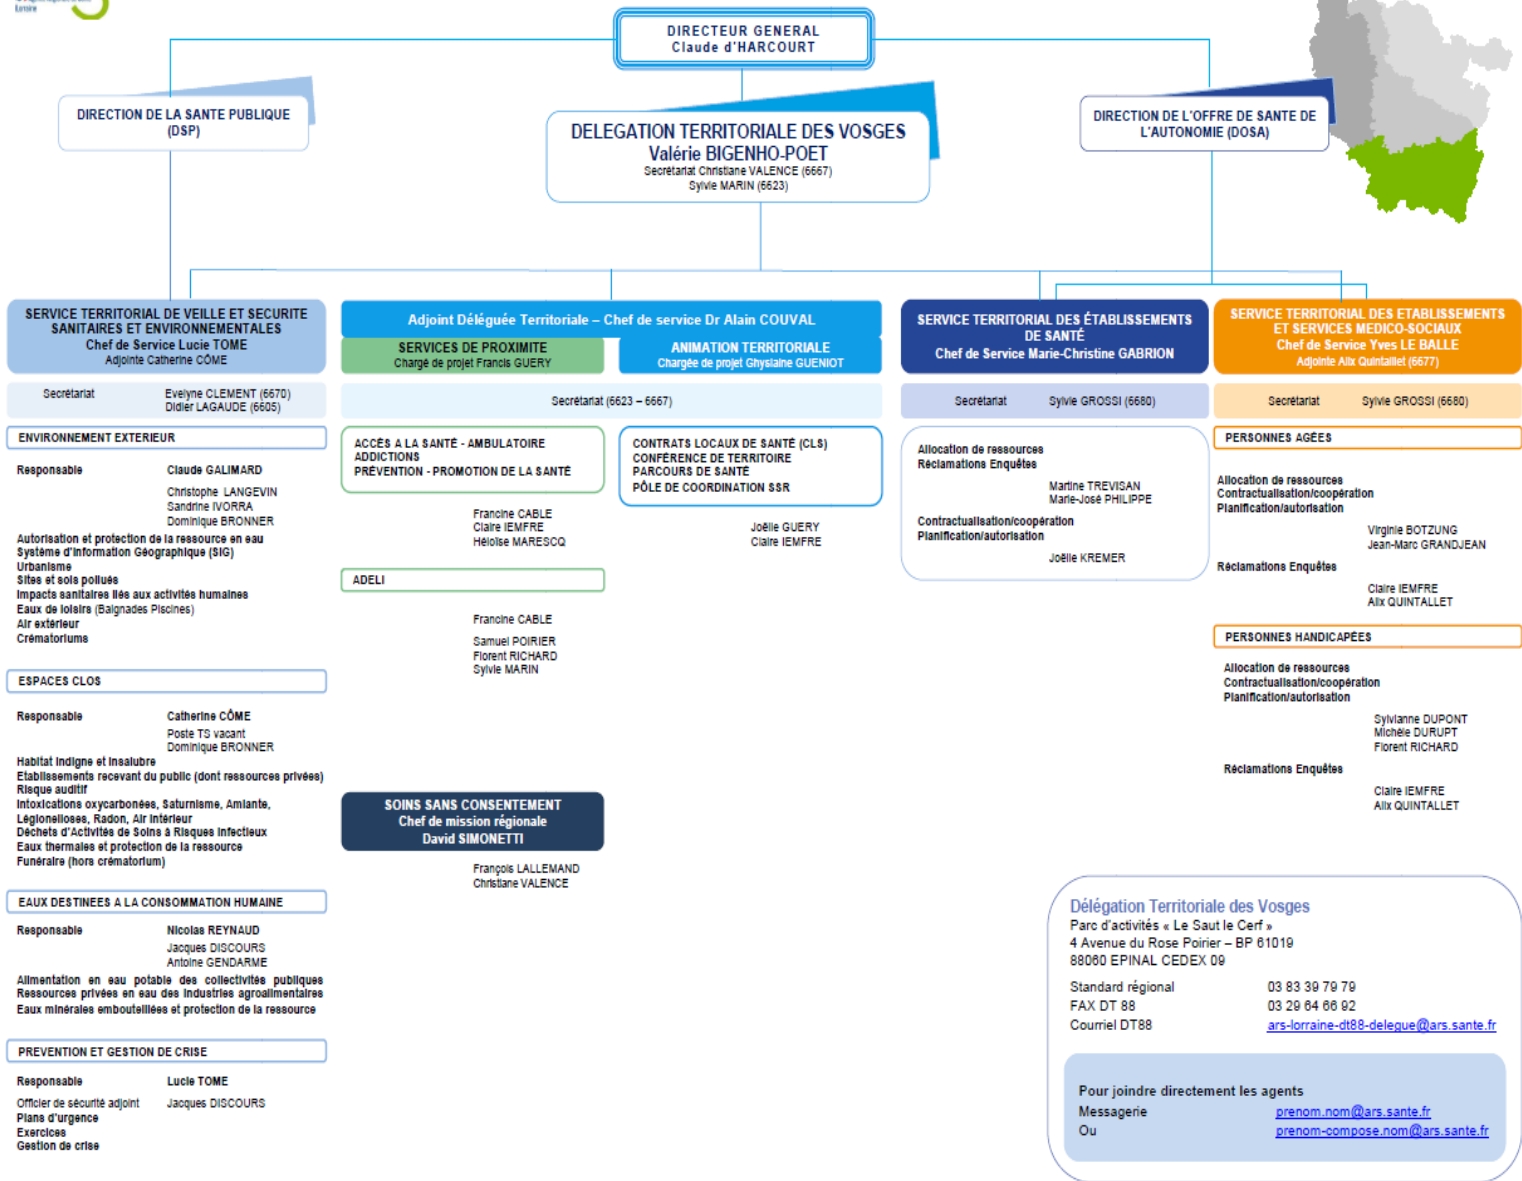 Lorraine
DIRECTEUR GENERAL
Claude d'HARCOURT
DIRECTION DE LA SANTE PUBLIQUE
(DSP)
DELEGATION TERRITORIALE DES VOSGES
Valérie BIGENHO-POET
Secrétariat Christiane VALENCE (6667)
Sylvie MARIN (6623)
DIRECTION DE L'OFFRE DE SANTE DE
L'AUTONOMIE (DOSA)
SERVICE TERRITORIAL DE VEILLE ET SECURITE
SANITAIRES ET ENVIRONNEMENTALES
Chef de Service Lucie TOME
Adjointe Catherine CÔME
Secrétariat Evelyne CLEMENT (6670)
Didier LAGAUDE (6605)
ENVIRONNEMENT EXTERIEUR
Responsable Claude GALIMARD
Christophe LANGEVIN
Sandrine IVORRA
Dominique BRONNER
Autorisation et protection de la ressource en eau
Système d'Information Géographique (SIG)
Urbanisme
Sites et sols pollués
Impacts sanitaires liés aux activités humaines
Eaux de loisirs (Baignades Piscines)
Air extérieur
Crématoriums
ESPACES CLOS
Responsable Catherine CÔME
Poste TS vacant
Dominique BRONNER
Habitat Indigne et Insalubre
Etablissements recevant du public (dont ressources privées)
Risque auditif
Intoxications oxycarbonées, Saturnisme, Amiante,
Légionelloses, Radon, Air Intérieur
Déchets d'Activités de Soins à Risques Infectieux
Eaux thermales et protection de la ressource
Funéraire (hors crématorium)
EAUX DESTINEES A LA CONSOMMATION HUMAINE
Responsable Nicolas REYNAUD
Jacques DISCOURS
Antoine GENDARME
Alimentation en eau potable des collectivités publiques
Ressources privées en eau des industries agroalimentaires
Eaux minérales embouteillées et protection de la ressource
PREVENTION ET GESTION DE CRISE
Responsable Lucie TOME
Officier de sécurité adjoint Jacques DISCOURS
Plans d'urgence
Exercices
Gestion de crise
Adjoint Déléguée Territoriale – Chef de service Dr Alain COUVAL
SERVICES DE PROXIMITE
Chargé de projet Francis GUERY
ANIMATION TERRITORIALE
Chargée de projet Ghyslaine GUENIOT
Secrétariat (6623 – 6667)
ACCÈS A LA SANTÉ - AMBULATOIRE
ADDICTIONS
PRÉVENTION - PROMOTION DE LA SANTÉ
Francine CABLE
Claire IEMFRE
Héloïse MARESCQ
ADELI
Francine CABLE
Samuel POIRIER
Florent RICHARD
Sylvie MARIN
CONTRATS LOCAUX DE SANTÉ (CLS)
CONFÉRENCE DE TERRITOIRE
PARCOURS DE SANTÉ
PÔLE DE COORDINATION SSR
Joëlle GUERY
Claire IEMFRE
SOINS SANS CONSENTEMENT
Chef de mission régionale
David SIMONETTI
François LALLEMAND
Christiane VALENCE
SERVICE TERRITORIAL DES ÉTABLISSEMENTS
DE SANTÉ
Chef de Service Marie-Christine GABRION
Secrétariat Sylvie GROSSI (6680)
Allocation de ressources
Réclamations Enquêtes
Martine TREVISAN
Marie-José PHILIPPE
Contractualisation/coopération
Planification/autorisation
Joëlle KREMER
SERVICE TERRITORIAL DES ETABLISSEMENTS
ET SERVICES MEDICO-SOCIAUX
Chef de Service Yves LE BALLE
Adjointe Alix Quintallet (6677)
Secrétariat Sylvie GROSSI (6680)
PERSONNES AGÉES
Allocation de ressources
Contractualisation/coopération
Planification/autorisation
Virginie BOTZUNG
Jean-Marc GRANDJEAN
Réclamations Enquêtes
Claire IEMFRE
Alix QUINTALLET
PERSONNES HANDICAPÉES
Allocation de ressources
Contractualisation/coopération
Planification/autorisation
Sylvianne DUPONT
Michèle DURUPT
Florent RICHARD
Réclamations Enquêtes
Claire IEMFRE
Alix QUINTALLET
Délégation Territoriale des Vosges
Parc d'activités « Le Saut le Cerf »
4 Avenue du Rose Poirier – BP 61019
88060 EPINAL CEDEX 09
Standard régional 03 83 39 79 79
FAX DT 88 03 29 64 66 92
Courriel DT88 ars-lorraine-dt88-delegue@ars.sante.fr
Pour joindre directement les agents
Messagerie prenom.nom@ars.sante.fr
Ou prenom-compose.nom@ars.sante.fr